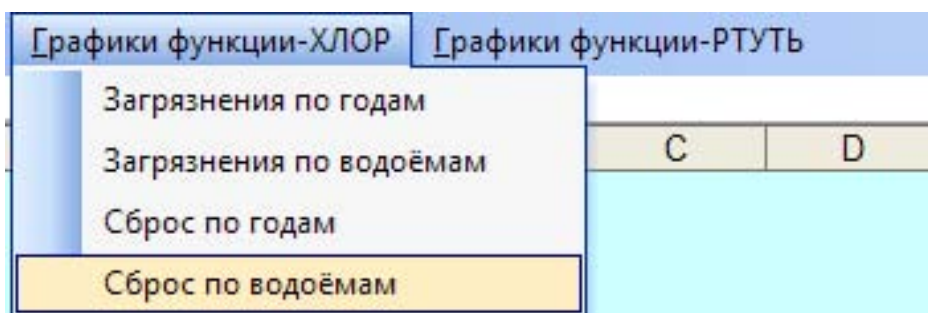 Графики функции-ХЛОР Графики функции-РТУТЬ
Загрязнения по годам
Загрязнения по водоёмам
C D
Сброс по годам
Сброс по водоёмам